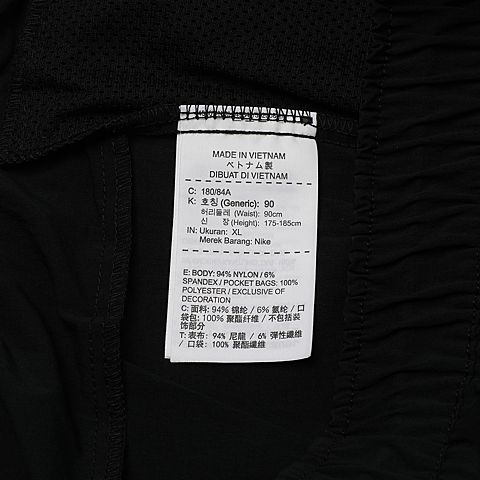 MADE IN VIETNAM
ベトナム製
DIBUAT DI VIETNAM
C: 180/84A
K: 호칭 (Generic): 90
허리둘레 (Waist): 90cm
신 장 (Height): 175-185cm
IN: Ukuran: XL
Merek Barang: Nike
E: BODY: 94% NYLON / 6%
SPANDEX / POCKET BAGS: 100%
POLYESTER / EXCLUSIVE OF
DECORATION
C: 面料: 94% 锦纶 / 6% 氨纶 / 口
袋包: 100% 聚酯纤维 / 不包括装
饰部分
T: 表布: 94% 尼龍 / 6% 彈性纖維
/ 口袋: 100% 聚酯纖維